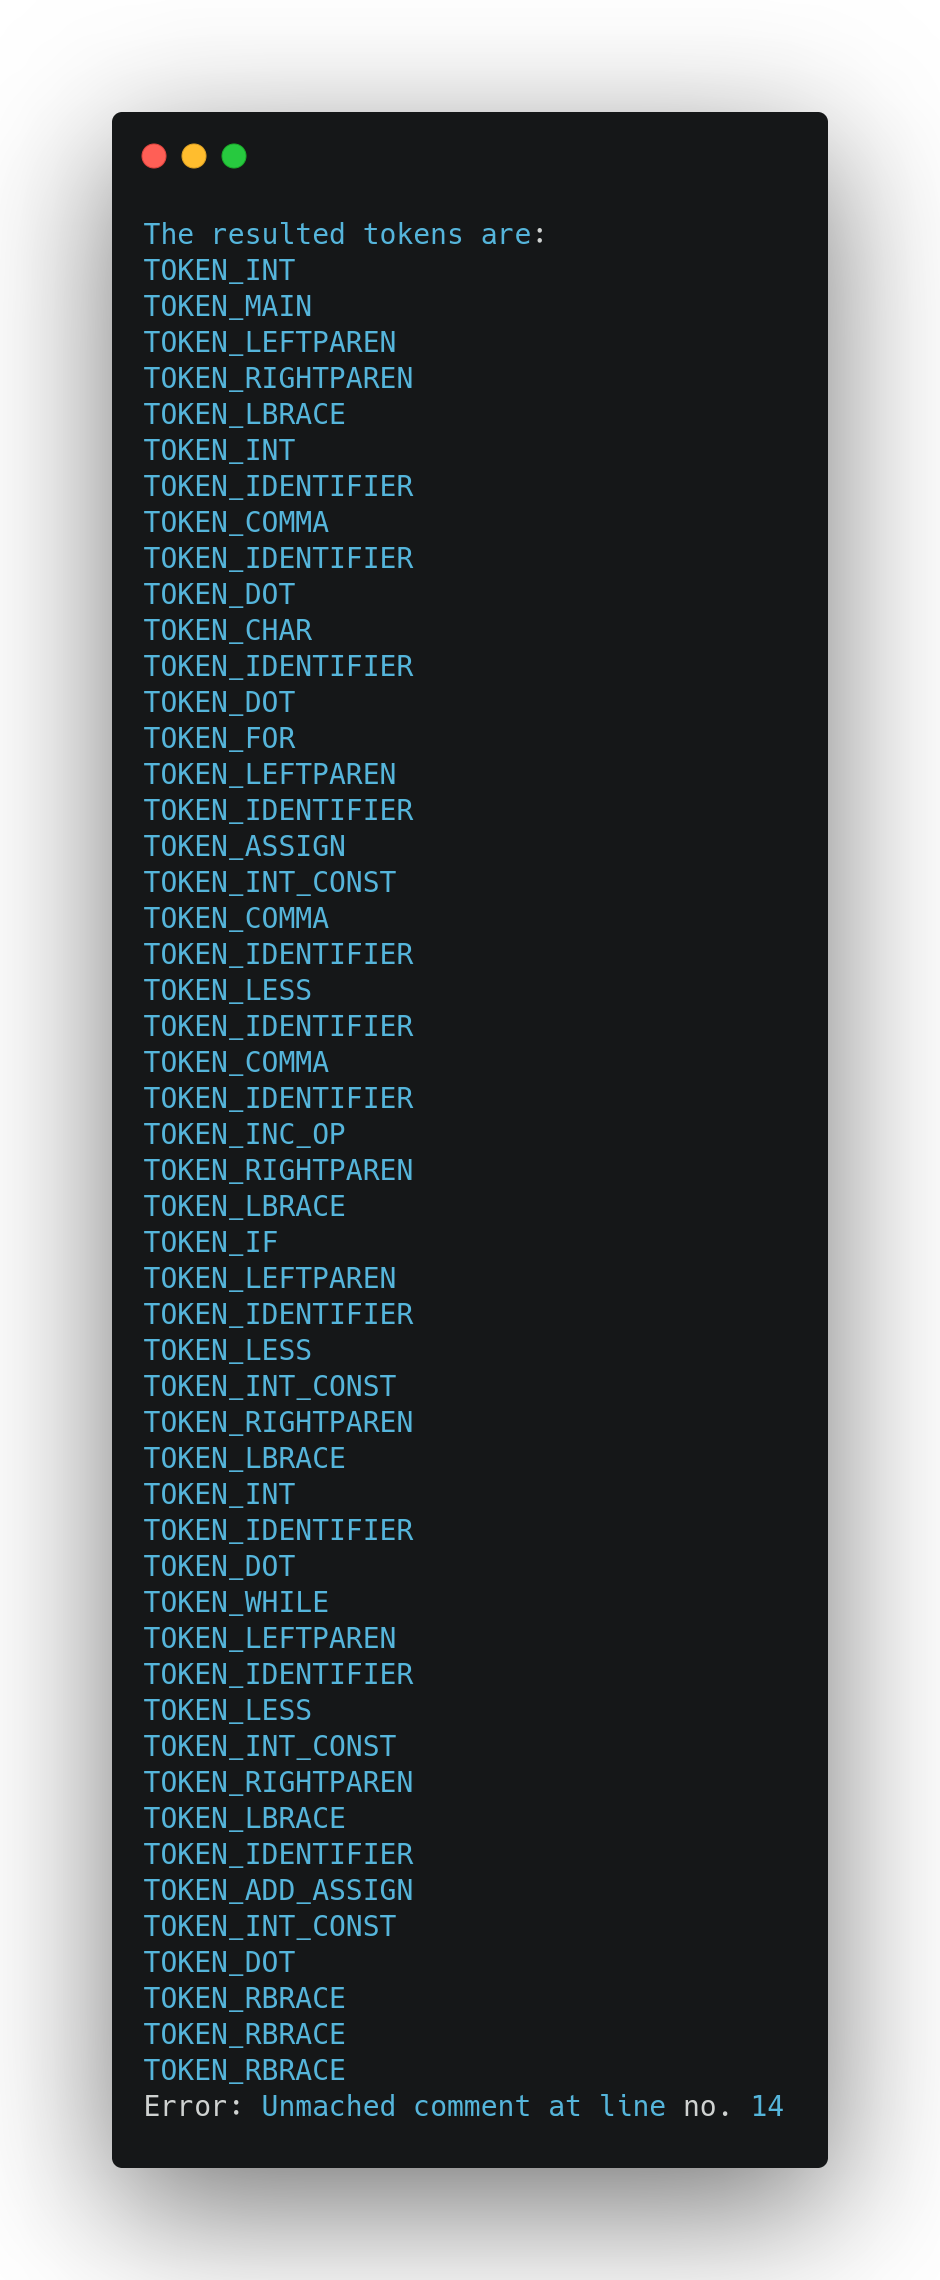 The resulted tokens are:
TOKEN_INT
TOKEN_MAIN
TOKEN_LEFTPAREN
TOKEN_RIGHTPAREN
TOKEN_LBRACE
TOKEN_INT
TOKEN_IDENTIFIER
TOKEN_COMMA
TOKEN_IDENTIFIER
TOKEN_DOT
TOKEN_CHAR
TOKEN_IDENTIFIER
TOKEN_DOT
TOKEN_FOR
TOKEN_LEFTPAREN
TOKEN_IDENTIFIER
TOKEN_ASSIGN
TOKEN_INT_CONST
TOKEN_COMMA
TOKEN_IDENTIFIER
TOKEN_LESS
TOKEN_IDENTIFIER
TOKEN_COMMA
TOKEN_IDENTIFIER
TOKEN_INC_OP
TOKEN_RIGHTPAREN
TOKEN_LBRACE
TOKEN_IF
TOKEN_LEFTPAREN
TOKEN_IDENTIFIER
TOKEN_LESS
TOKEN_INT_CONST
TOKEN_RIGHTPAREN
TOKEN_LBRACE
TOKEN_INT
TOKEN_IDENTIFIER
TOKEN_DOT
TOKEN_WHILE
TOKEN_LEFTPAREN
TOKEN_IDENTIFIER
TOKEN_LESS
TOKEN_INT_CONST
TOKEN_RIGHTPAREN
TOKEN_LBRACE
TOKEN_IDENTIFIER
TOKEN_ADD_ASSIGN
TOKEN_INT_CONST
TOKEN_DOT
TOKEN_RBRACE
TOKEN_RBRACE
TOKEN_RBRACE
Error: Unmached comment at line no. 14